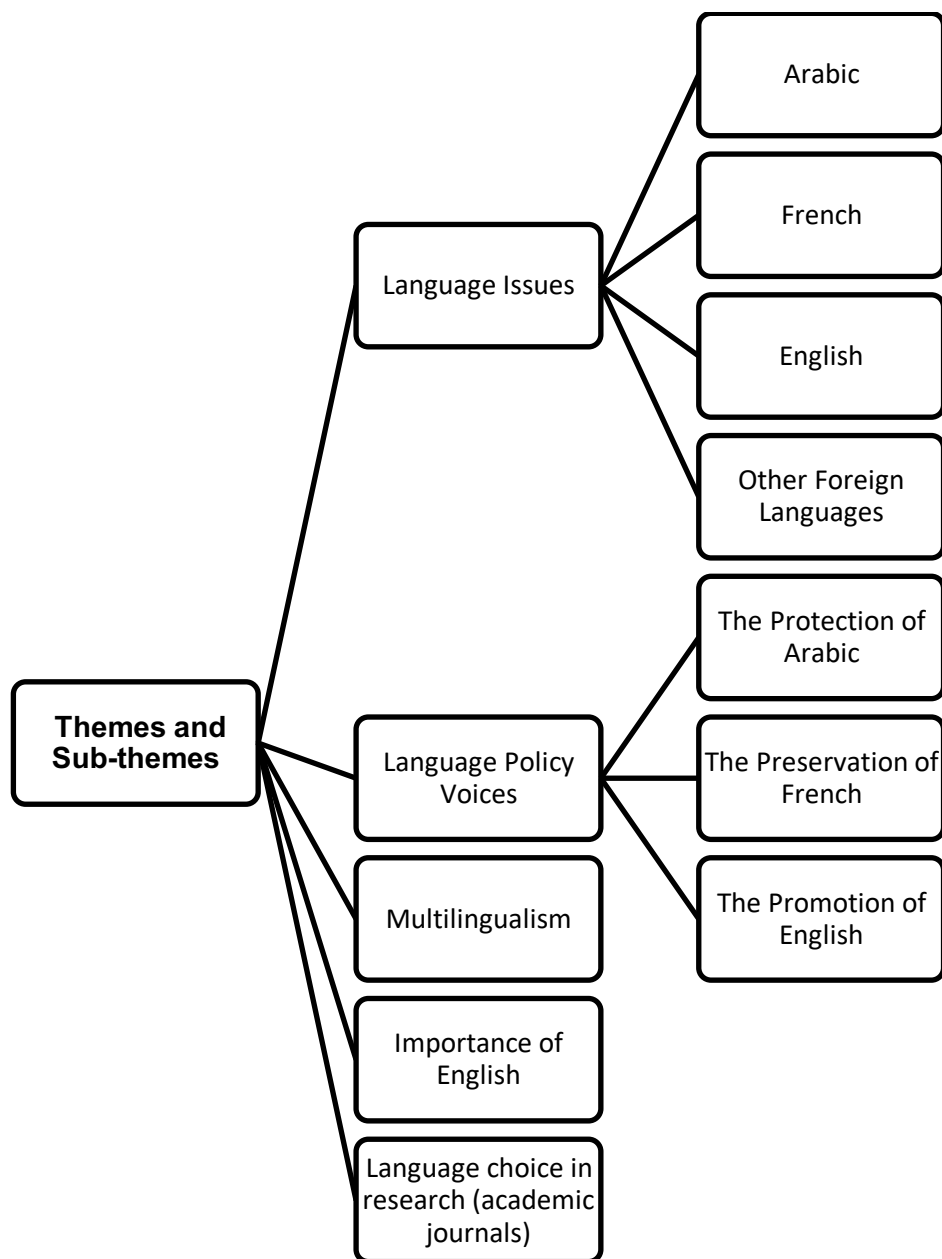 Themes and
Sub-themes
Language Issues
Arabic
French
English
Other Foreign
Languages
Language Policy
Voices
The Protection of
Arabic
The Preservation of
French
The Promotion of
English
Multilingualism
Importance of
English
Language choice in
research (academic
journals)